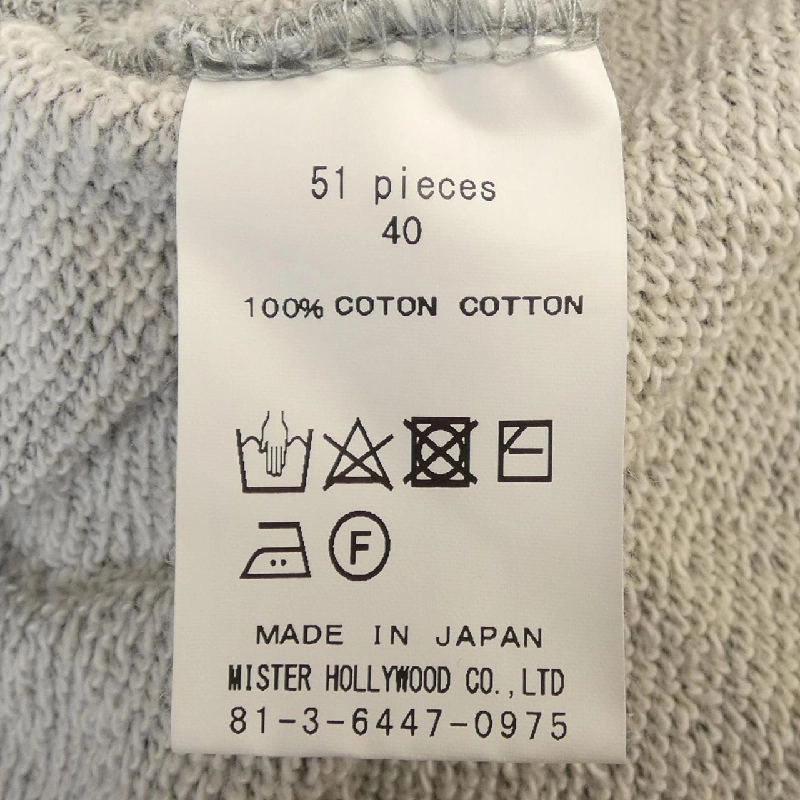 51 pieces
40
100% COTON COTTON
F
MADE IN JAPAN
MISTER HOLLYWOOD CO.,LTD
81-3-6447-0975